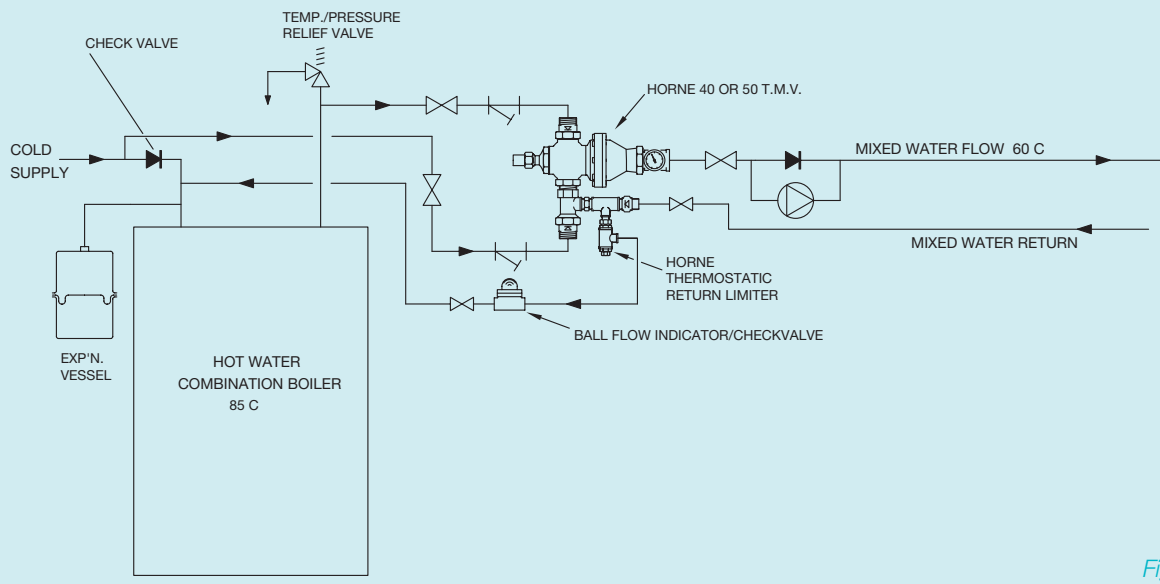 TEMP./PRESSURE
RELIEF VALVE
CHECK VALVE
HORNE 40 OR 50 T.M.V.
COLD
SUPPLY
MIXED WATER FLOW 60 C
MIXED WATER RETURN
HORNE
THERMOSTATIC
RETURN LIMITER
BALL FLOW INDICATOR/CHECKVALVE
EXP'N.
VESSEL
HOT WATER
COMBINATION BOILER
85 C
Fi